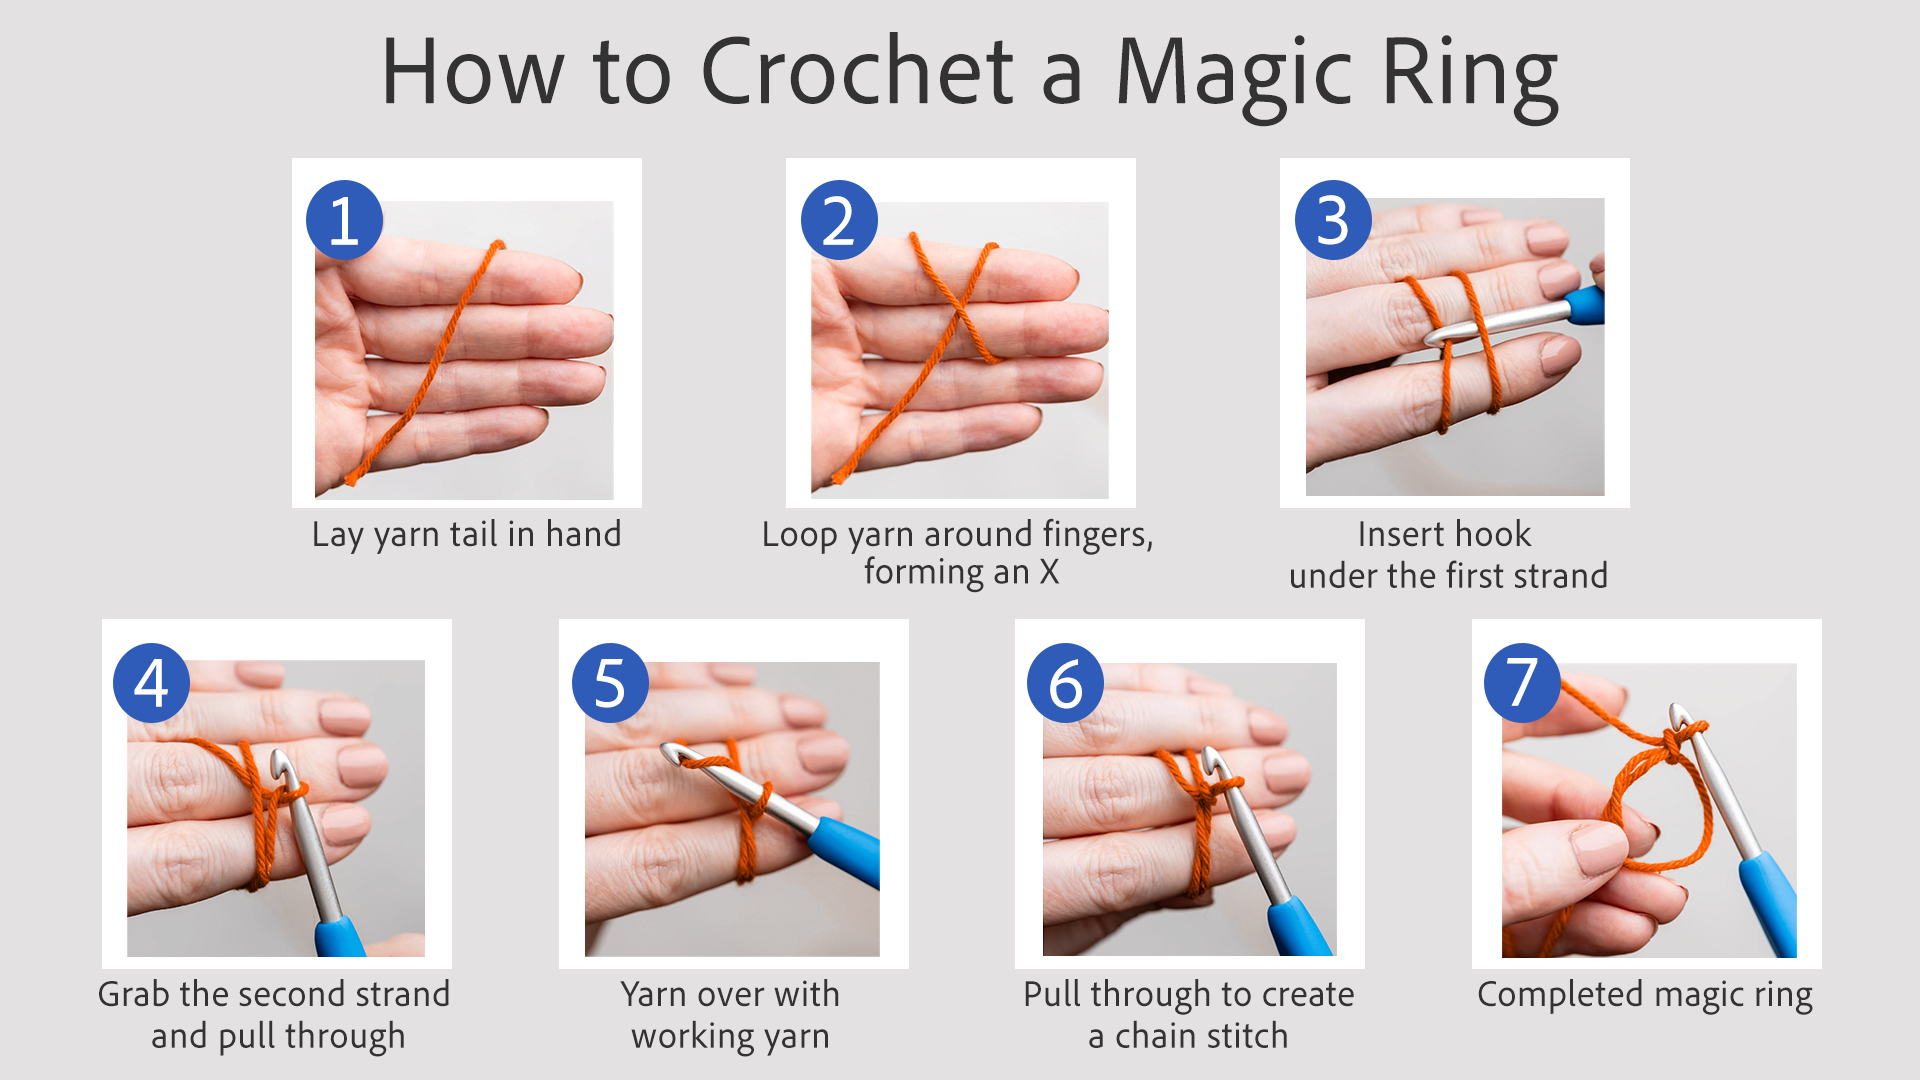 How to Crochet a Magic Ring
1
2
3
Lay yarn tail in hand
Loop yarn around fingers,
forming an X
Insert hook
under the first strand
4
5
6
7
Grab the second strand
and pull through
Yarn over with
working yarn
Pull through to create
a chain stitch
Completed magic ring